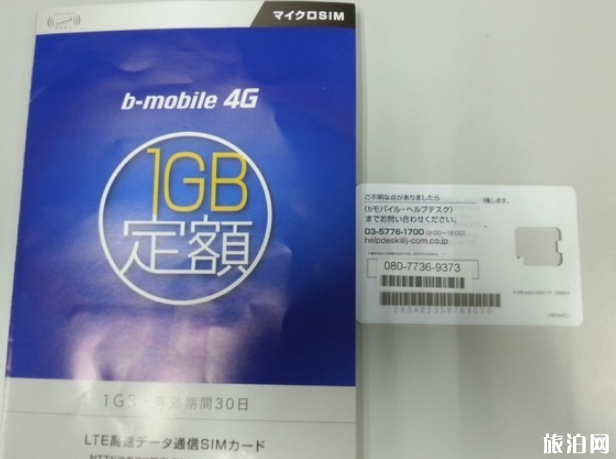 マイクロSIM
b-mobile 4G
1GB
定額
1GB 有効期間30日
LTE高速データ通信SIMカード
ご不明な点がありましたら
《bモバイル・ヘルプデスク》
までお問い合わせください。
03-5776-1700
helpdesk@j-com.co.jp
080-7736-9373
旅泊网